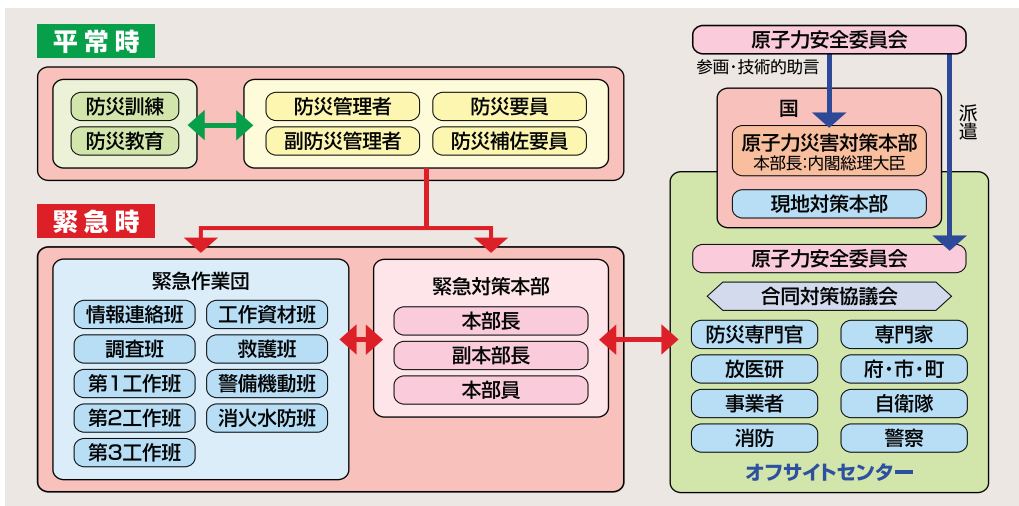 平常時
防災訓練
防災教育
防災管理者
防災要員
副防災管理者
防災補佐要員
緊急時
緊急作業団
情報連絡班
工作資材班
調査班
救護班
第1工作班
警備機動班
第2工作班
消火水防班
第3工作班
緊急対策本部
本部長
副本部長
本部員
原子力安全委員会
参画・技術的助言
派遣
国
原子力災害対策本部
本部長:内閣総理大臣
現地対策本部
原子力安全委員会
合同対策協議会
防災専門官
専門家
放医研
府・市・町
事業者
自衛隊
消防
警察
オフサイトセンター